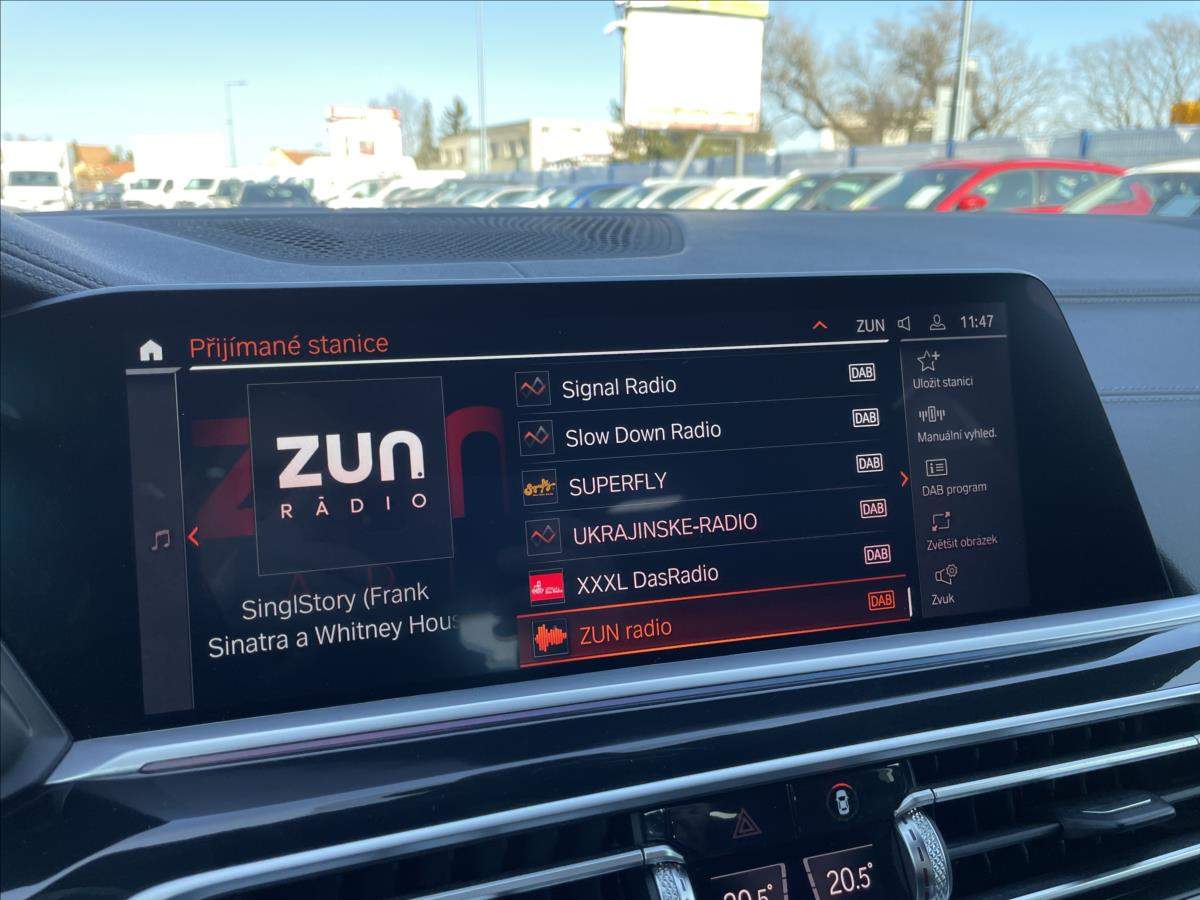 Přijímané stanice
ZUN
11:47
zun.
RĀDIO
SinglStory (Frank
Sinatra a Whitney Hous
Signal Radio
DAB
Slow Down Radio
DAB
SUPERFLY
DAB
UKRAJINSKE-RADIO
DAB
XXXL DasRadio
DAB
ZUN radio
DAB
Uložit stanici
Manuální vyhled.
DAB program
Zvětšit obrázek
Zvuk
20.5°
20.5°